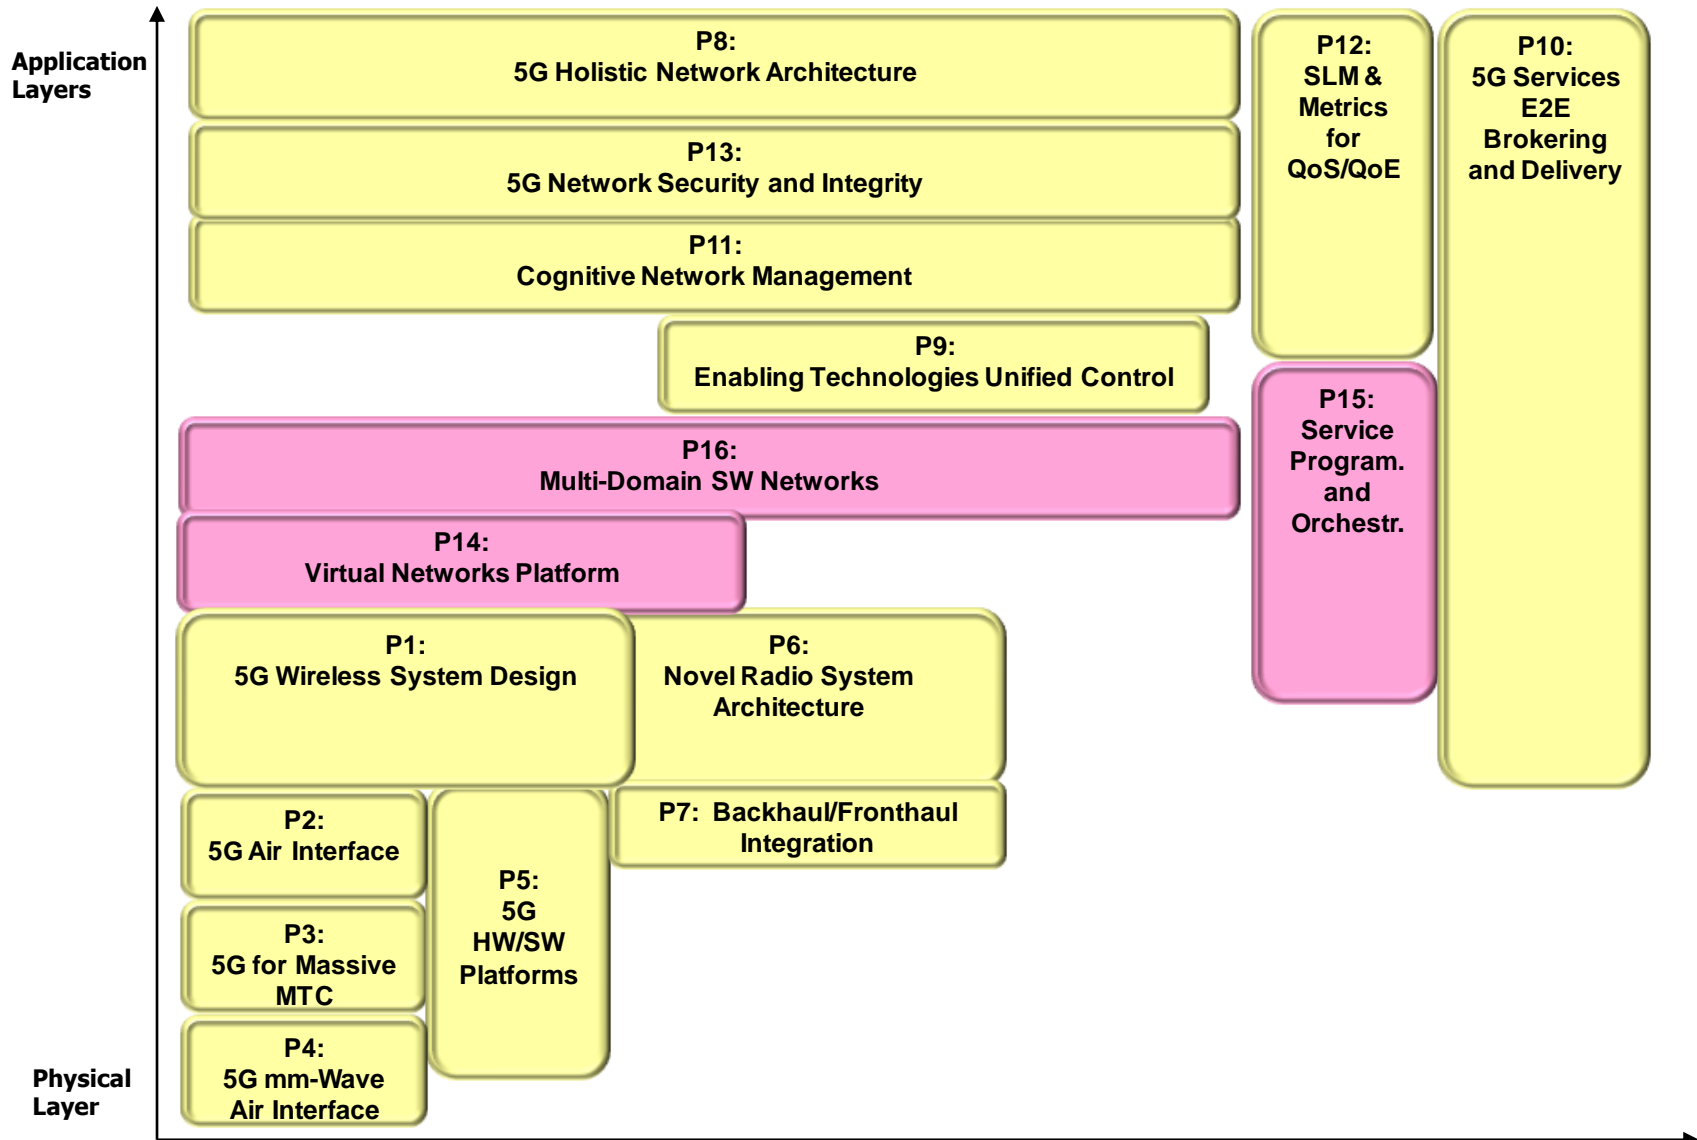 Application
Layers
P8:
5G Holistic Network Architecture
P13:
5G Network Security and Integrity
P11:
Cognitive Network Management
P9:
Enabling Technologies Unified Control
P12:
SLM &
Metrics
for
QoS/QoE
P10:
5G Services
E2E
Brokering
and Delivery
P16:
Multi-Domain SW Networks
P15:
Service
Program.
and
Orchestr.
P14:
Virtual Networks Platform
P1:
5G Wireless System Design
P6:
Novel Radio System
Architecture
P2:
5G Air Interface
P5:
5G
HW/SW
Platforms
P7: Backhaul/Fronthaul
Integration
P3:
5G for Massive
MTC
P4:
5G mm-Wave
Air Interface
Physical
Layer